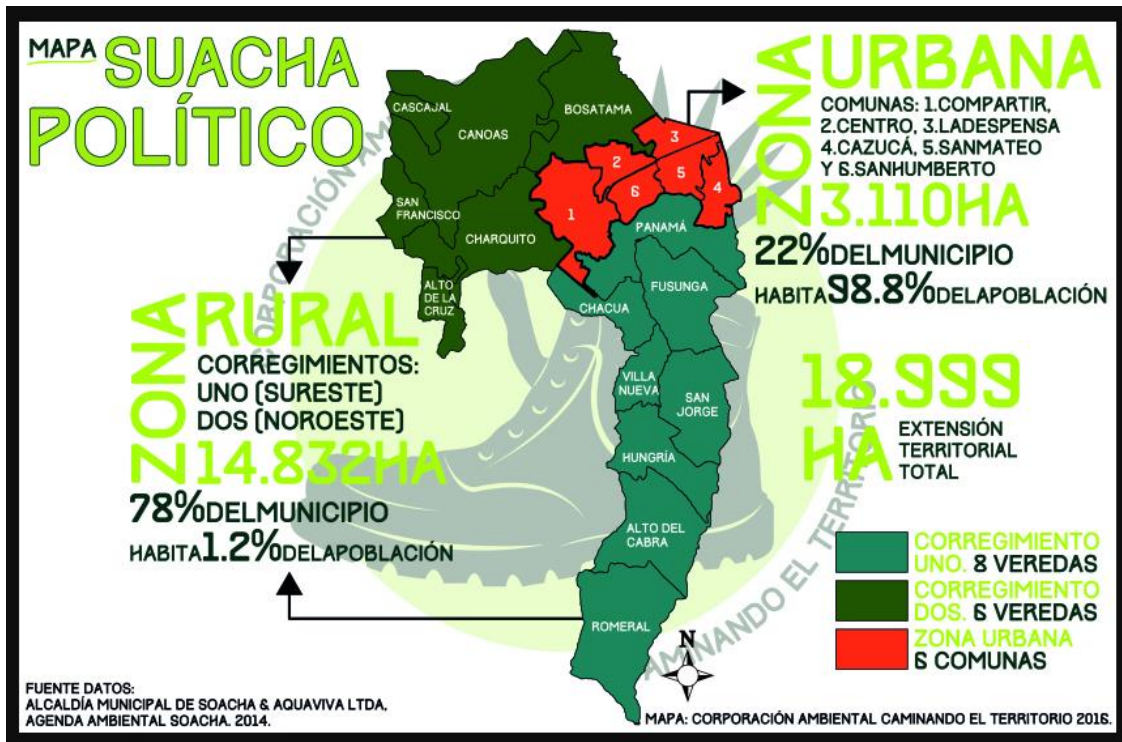 MAPA
SUACHA
POLÍTICO
ZONA
URBANA
COMUNAS: 1.COMPARTIR,
2.CENTRO, 3.LADESPENSA
4.CAZUCÁ, 5.SANMATEO
Y 6.SANHUMBERTO
3.110HA
22%DELMUNICIPIO
HABITA98.8%DELAPOBLACIÓN
CASCAJAL
CANOAS
BOSATAMA
SAN
FRANCISCO
CHARQUITO
ALTO
DE LA
CRUZ
1
2
3
4
5
6
PANAMÁ
FUSUNGA
CHACUA
VILLA
NUEVA
SAN
JORGE
HUNGRÍA
ALTO DEL
CABRA
ROMERAL
ZONA
RURAL
CORREGIMIENTOS:
UNO (SURESTE)
DOS (NOROESTE)
14.832HA
78%DELMUNICIPIO
HABITA1.2%DELAPOBLACIÓN
18.999
HA
EXTENSIÓN
TERRITORIAL
TOTAL
CORREGIMIENTO
UNO. 8 VEREDAS
CORREGIMIENTO
DOS. 6 VEREDAS
ZONA URBANA
6 COMUNAS
N
FUENTE DATOS:
ALCALDÍA MUNICIPAL DE SOACHA & AQUAVIVA LTDA,
AGENDA AMBIENTAL SOACHA. 2014.
MAPA: CORPORACIÓN AMBIENTAL CAMINANDO EL TERRITORIO 2016.
CORPORACIÓN
EL TERRITORIO